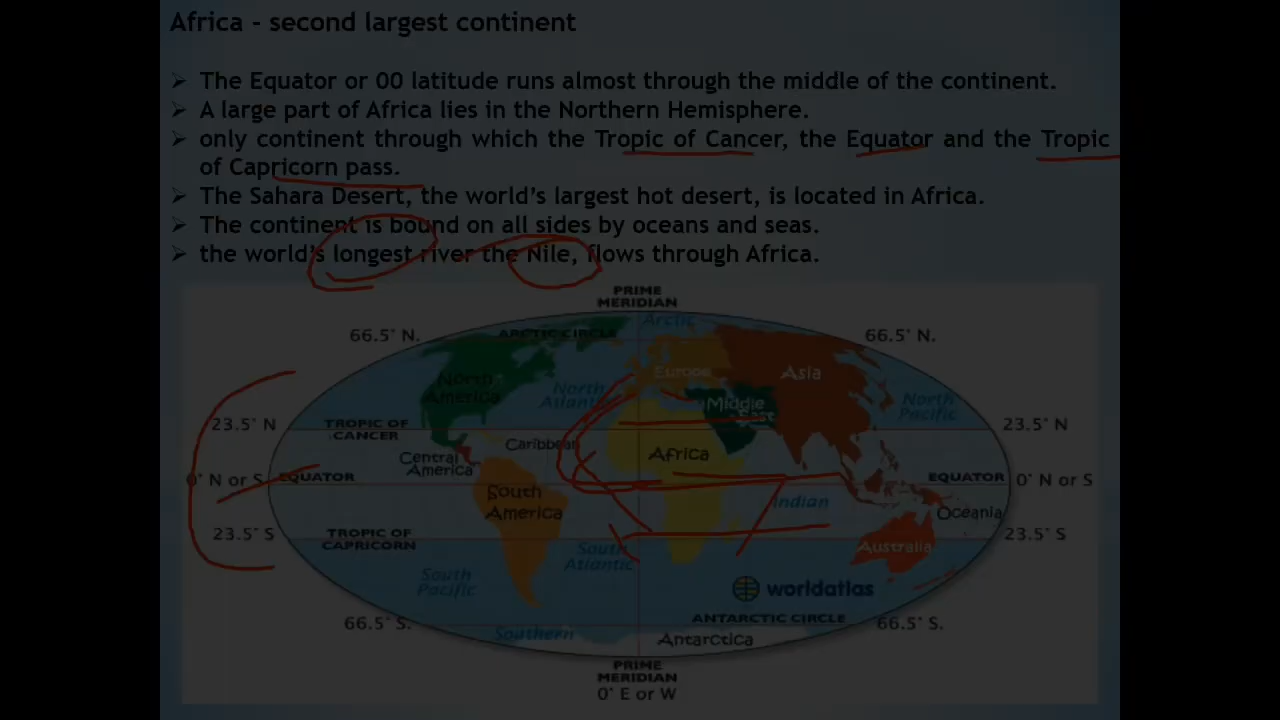 Africa - second largest continent
➢ The Equator or 00 latitude runs almost through the middle of the continent.
➢ A large part of Africa lies in the Northern Hemisphere.
➢ only continent through which the Tropic of Cancer, the Equator and the Tropic
of Capricorn pass.
➢ The Sahara Desert, the world's largest hot desert, is located in Africa.
➢ The continent is bound on all sides by oceans and seas.
➢ the world's longest river the Nile, flows through Africa.
PRIME
MERIDIAN
Arctic
66.5° N.
ARCTIC CIRCLE
66.5° N.
Europe
Asia
North
America
North
Atlantic
Middle
East
North
Pacific
23.5° N
TROPIC OF
CANCER
23.5° N
Caribbean
Africa
Central
America
0° N or S
EQUATOR
EQUATOR
0° N or S
South
America
Indian
Oceania
23.5° S
TROPIC OF
CAPRICORN
23.5° S
Australia
South
Atlantic
South
Pacific
worldatlas
66.5° S.
ANTARCTIC CIRCLE
66.5° S.
Southern
Antarctica
PRIME
MERIDIAN
0° E or W